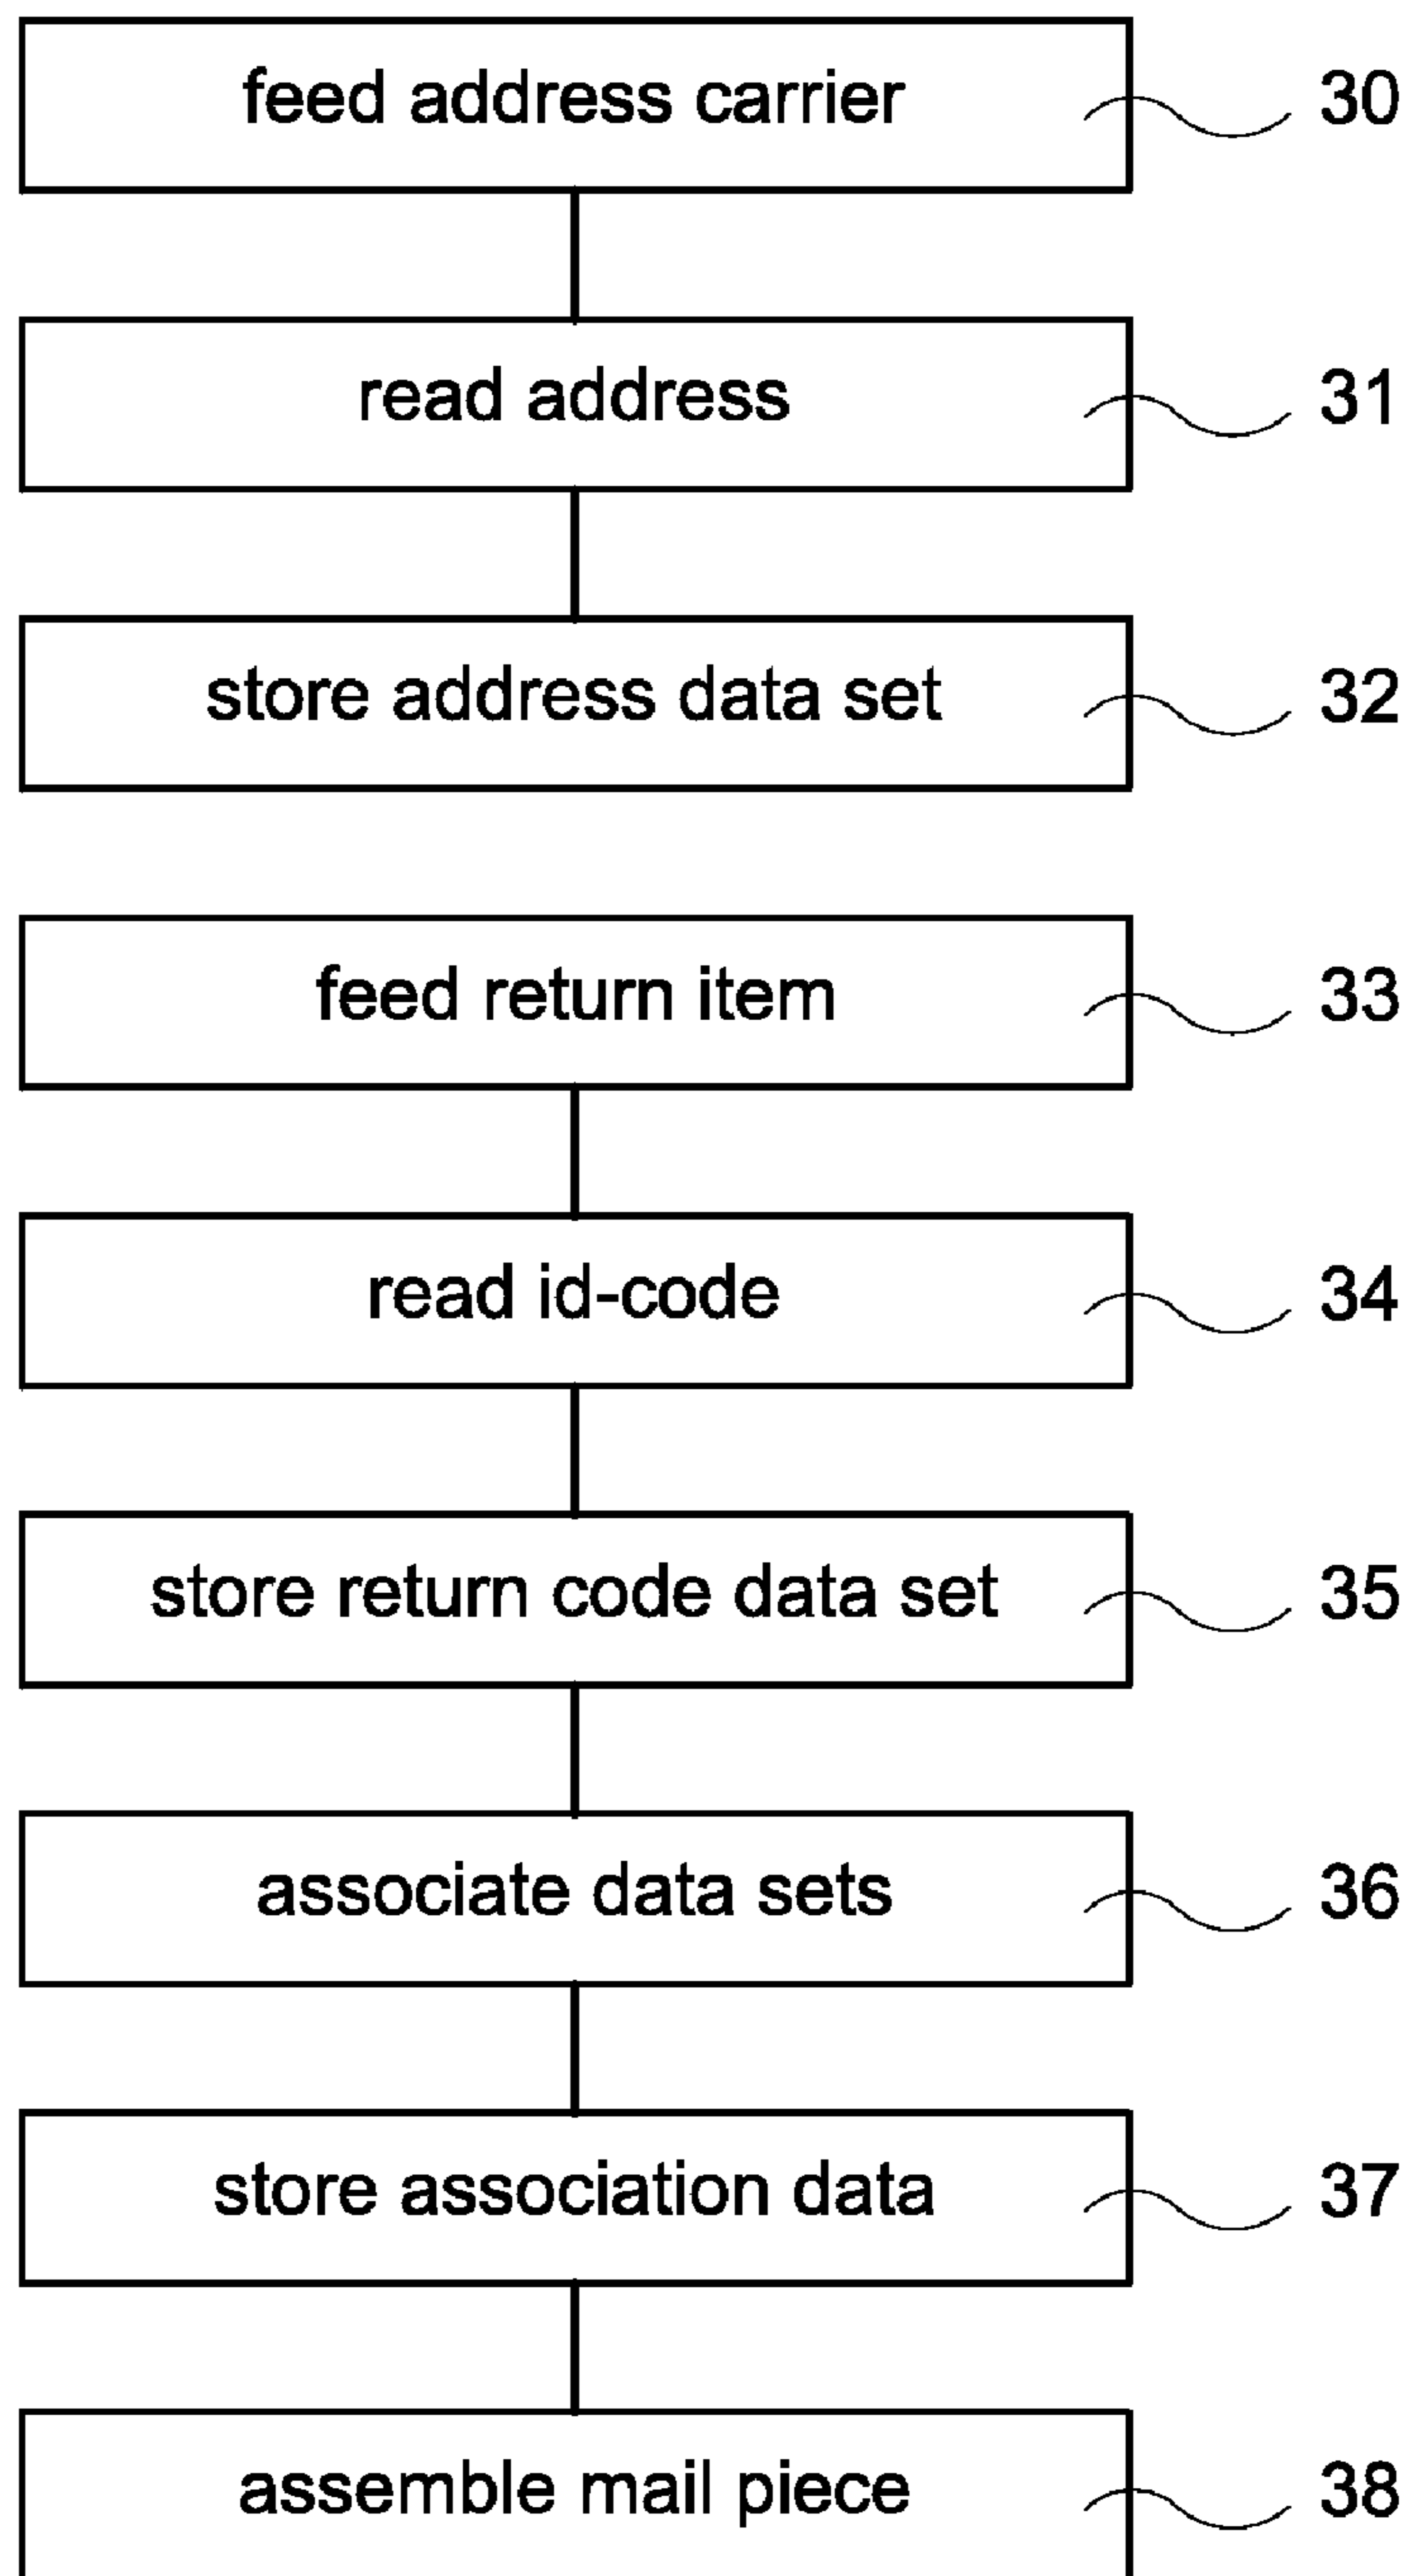 feed address carrier 30
read address 31
store address data set 32
feed return item 33
read id-code 34
store return code data set 35
associate data sets 36
store association data 37
assemble mail piece 38